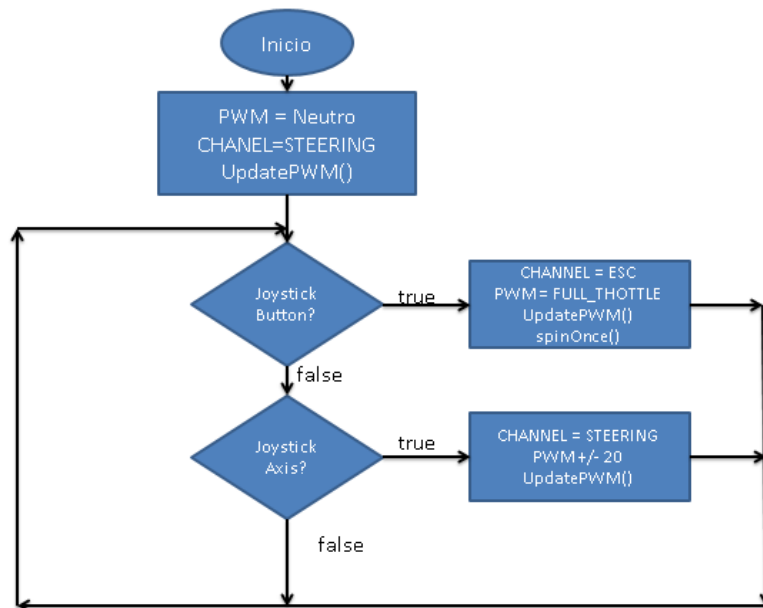 Inicio
PWM = Neutro
CHANEL=STEERING
UpdatePWM()
Joystick
Button?
true
CHANNEL = ESC
PWM = FULL_THOTTLE
UpdatePWM()
spinOnce()
false
Joystick
Axis?
true
CHANNEL = STEERING
PWM+/- 20
UpdatePWM()
false